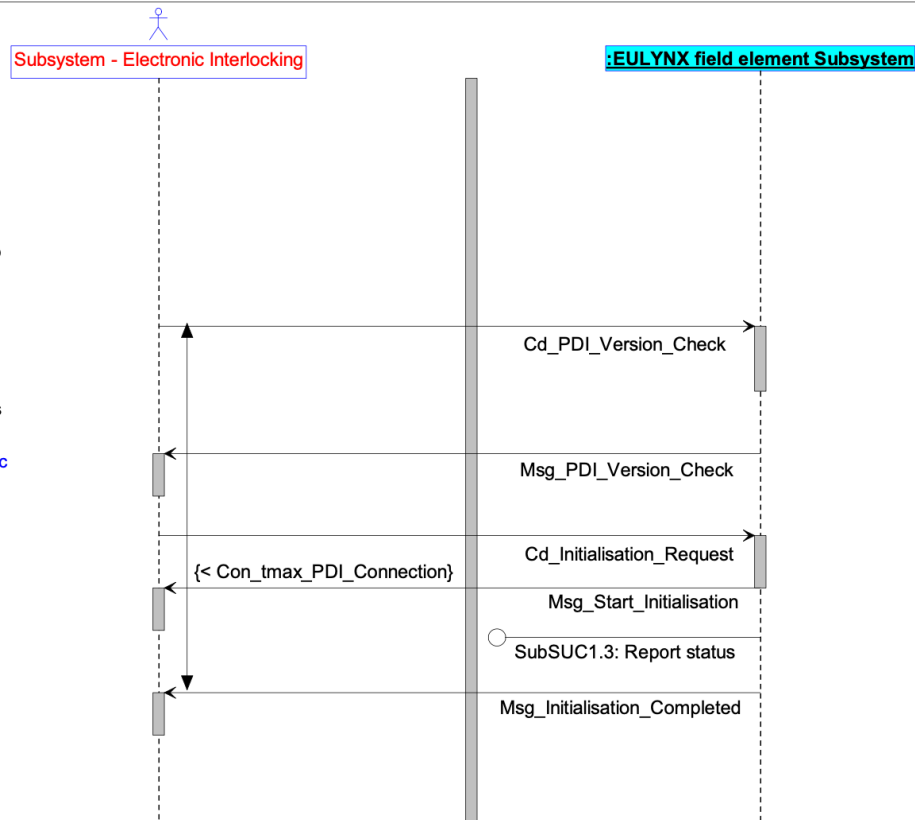 Subsystem - Electronic Interlocking
:EULYNX field element Subsystem
Cd_PDI_Version_Check
Msg_PDI_Version_Check
Cd_Initialisation_Request
{< Con_tmax_PDI_Connection}
Msg_Start_Initialisation
SubSUC1.3: Report status
Msg_Initialisation_Completed